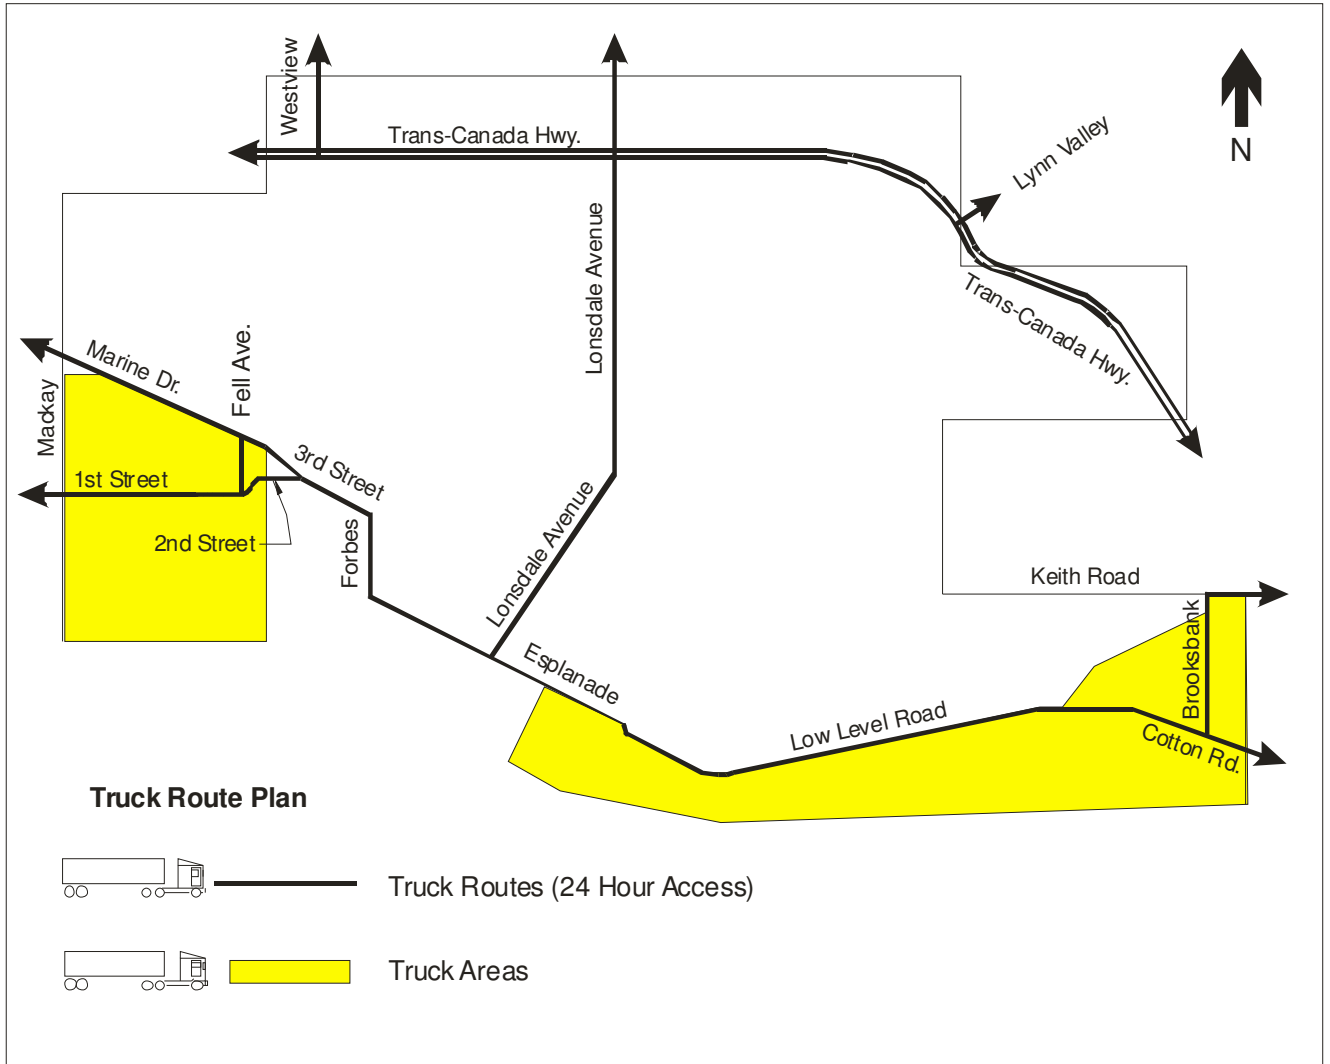 Westview
Trans-Canada Hwy.
Lynn Valley
N
Lonsdale Avenue
Trans-Canada Hwy.
Marine Dr.
Fell Ave.
Mackay
3rd Street
1st Street
2nd Street
Forbes
Lonsdale Avenue
Keith Road
Brooksbank
Esplanade
Low Level Road
Cotton Rd.
Truck Route Plan
Truck Routes (24 Hour Access)
Truck Areas